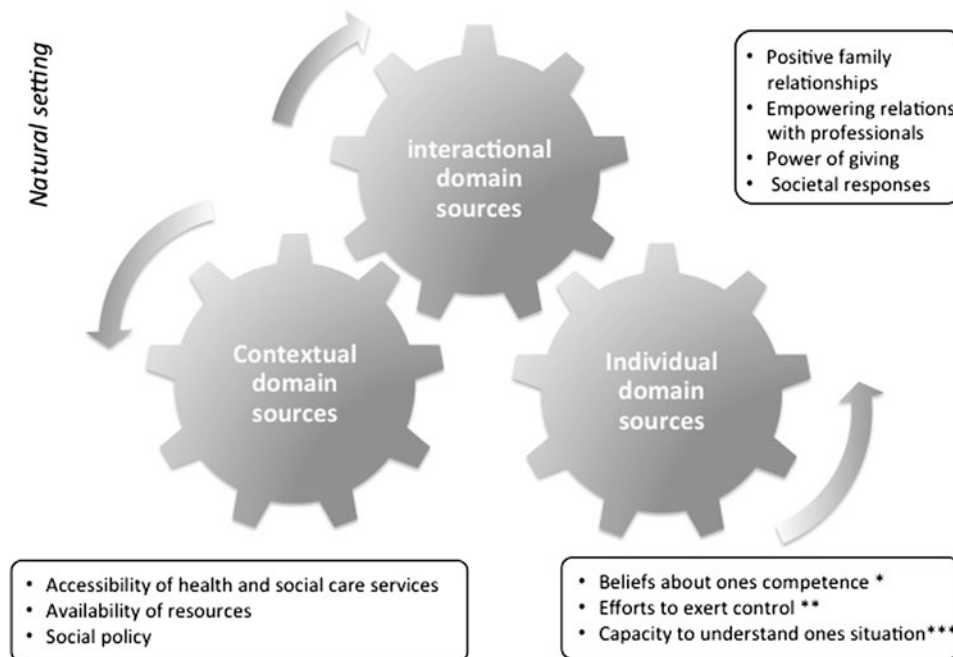 Natural setting
interactional
domain
sources
• Positive family
relationships
• Empowering relations
with professionals
• Power of giving
• Societal responses
Contextual
domain
sources
Individual
domain
sources
• Accessibility of health and social care services
• Availability of resources
• Social policy
• Beliefs about ones competence *
• Efforts to exert control **
• Capacity to understand ones situation***